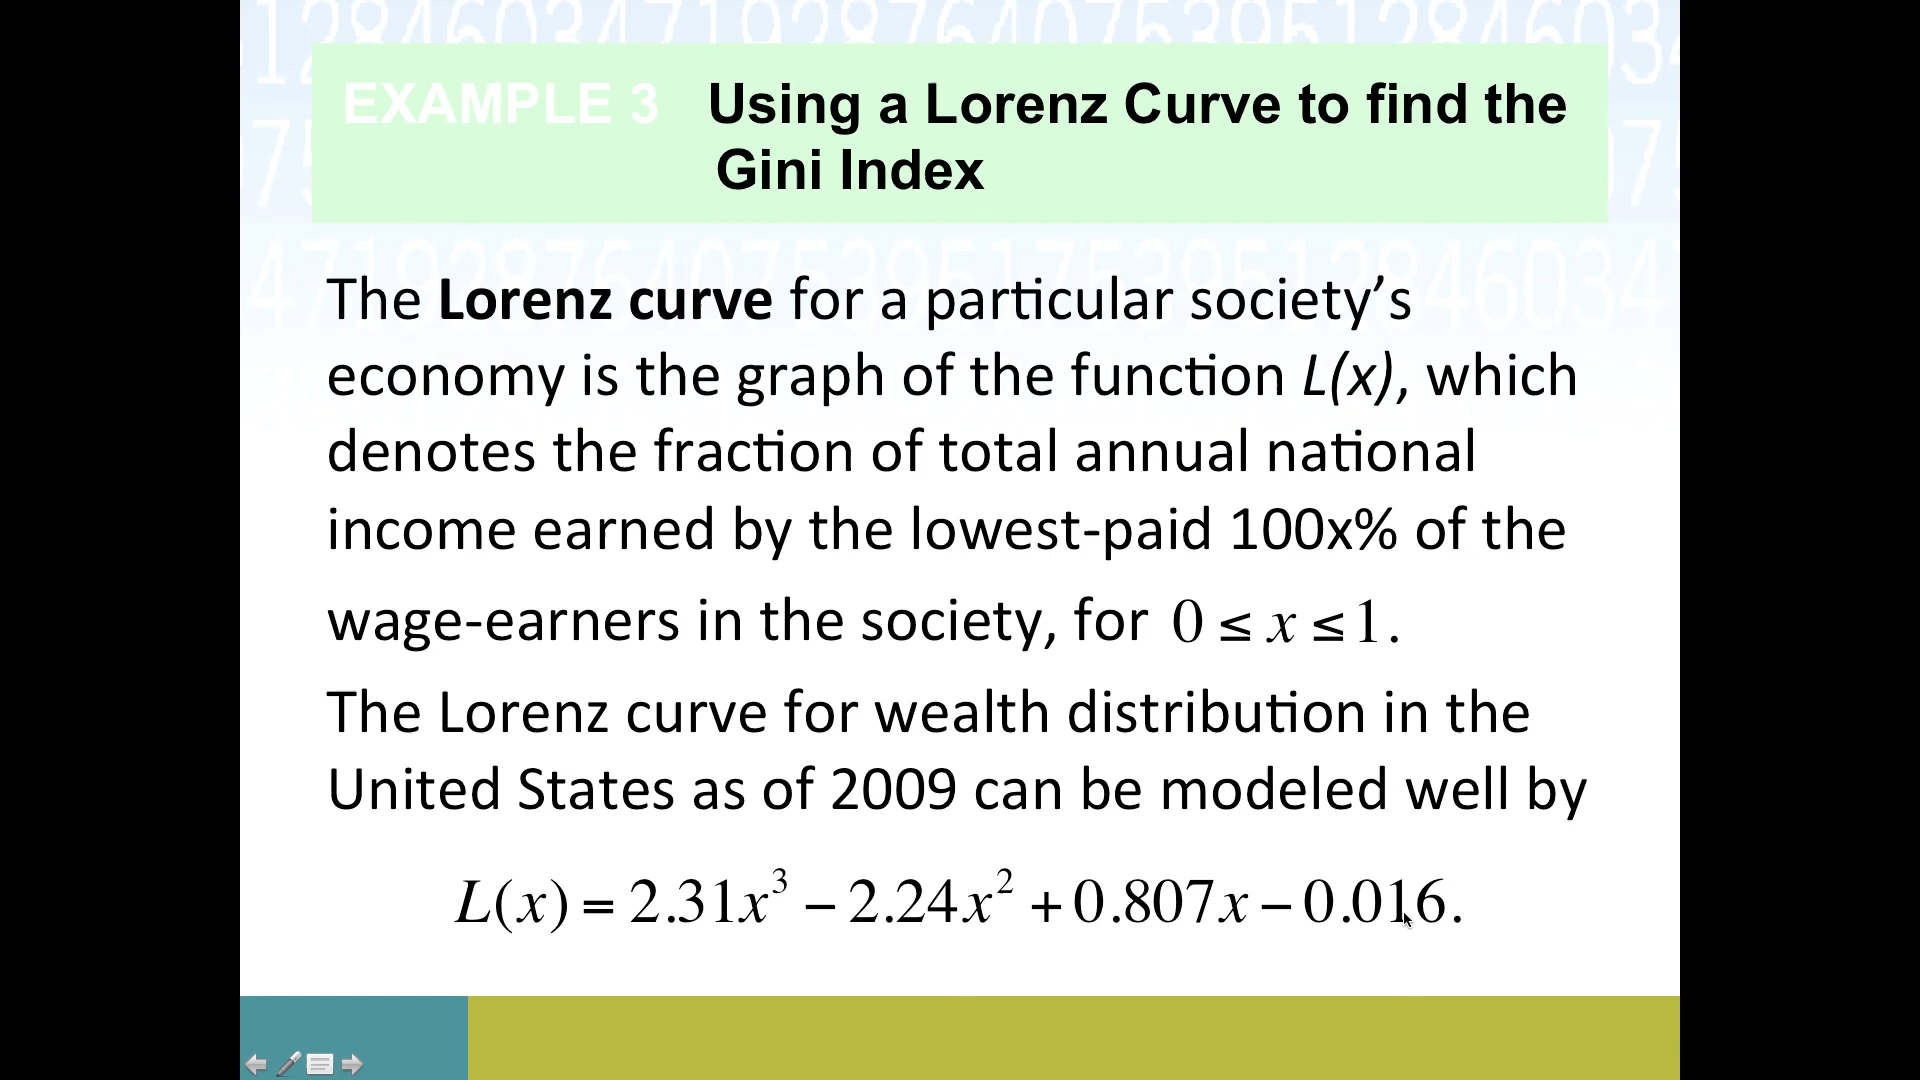 EXAMPLE 3 Using a Lorenz Curve to find the
Gini Index
The Lorenz curve for a particular society’s
economy is the graph of the function L(x), which
denotes the fraction of total annual national
income earned by the lowest-paid 100x% of the
wage-earners in the society, for 0 ≤ x ≤ 1.
The Lorenz curve for wealth distribution in the
United States as of 2009 can be modeled well by
L(x) = 2.31x³ − 2.24x² + 0.807x − 0.016.